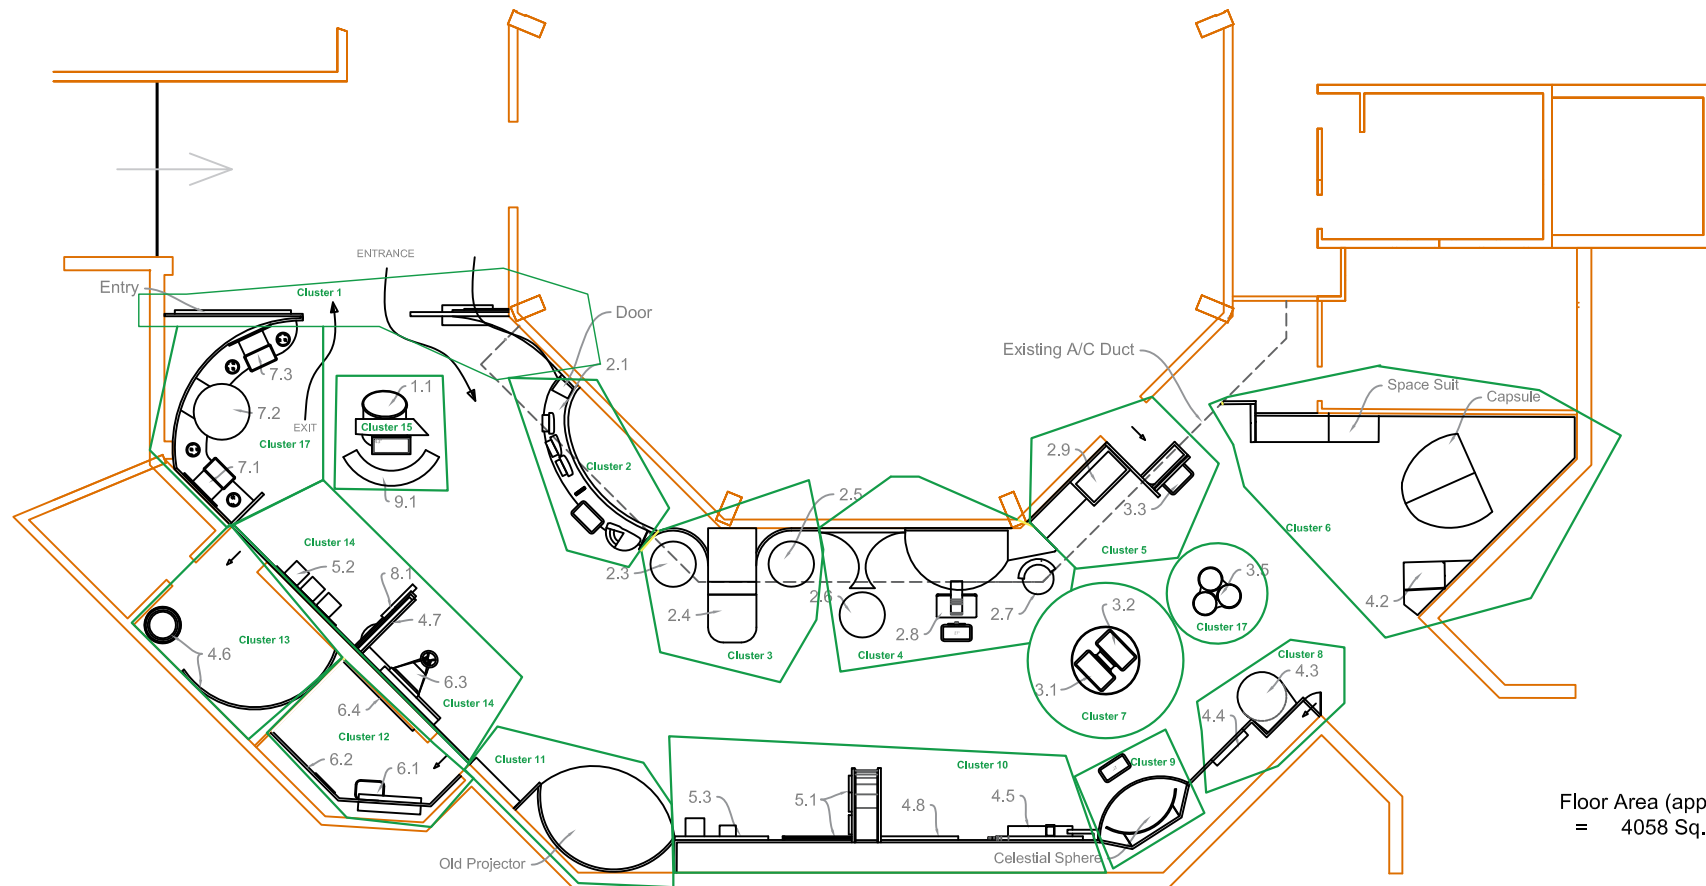 ENTRANCE
Entry
Cluster 1
Door
2.1
Existing A/C Duct
7.3
1.1
7.2
EXIT
Cluster 15
Cluster 17
7.1
9.1
Cluster 2
2.9
3.3
Space Suit
Capsule
Cluster 6
2.5
Cluster 5
Cluster 14
5.2
8.1
4.7
2.3
2.4
2.6
2.8
2.7
3.5
4.2
Cluster 17
Cluster 13
4.6
6.3
Cluster 14
Cluster 3
Cluster 4
3.2
3.1
Cluster 7
Cluster 8
4.3
4.4
6.4
Cluster 12
6.2
6.1
Cluster 11
Cluster 10
Cluster 9
5.3
5.1
4.8
4.5
Old Projector
Celestial Sphere
Floor Area (app
= 4058 Sq.